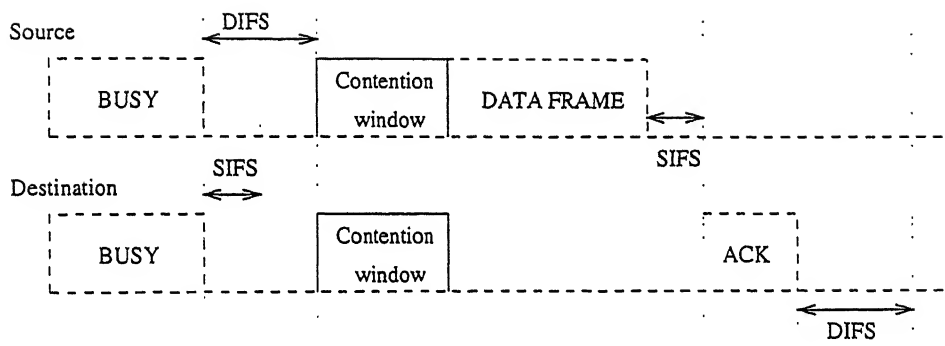 DIFS
Source
BUSY
Contention
window
DATA FRAME
SIFS
SIFS
Destination
BUSY
Contention
window
ACK
DIFS